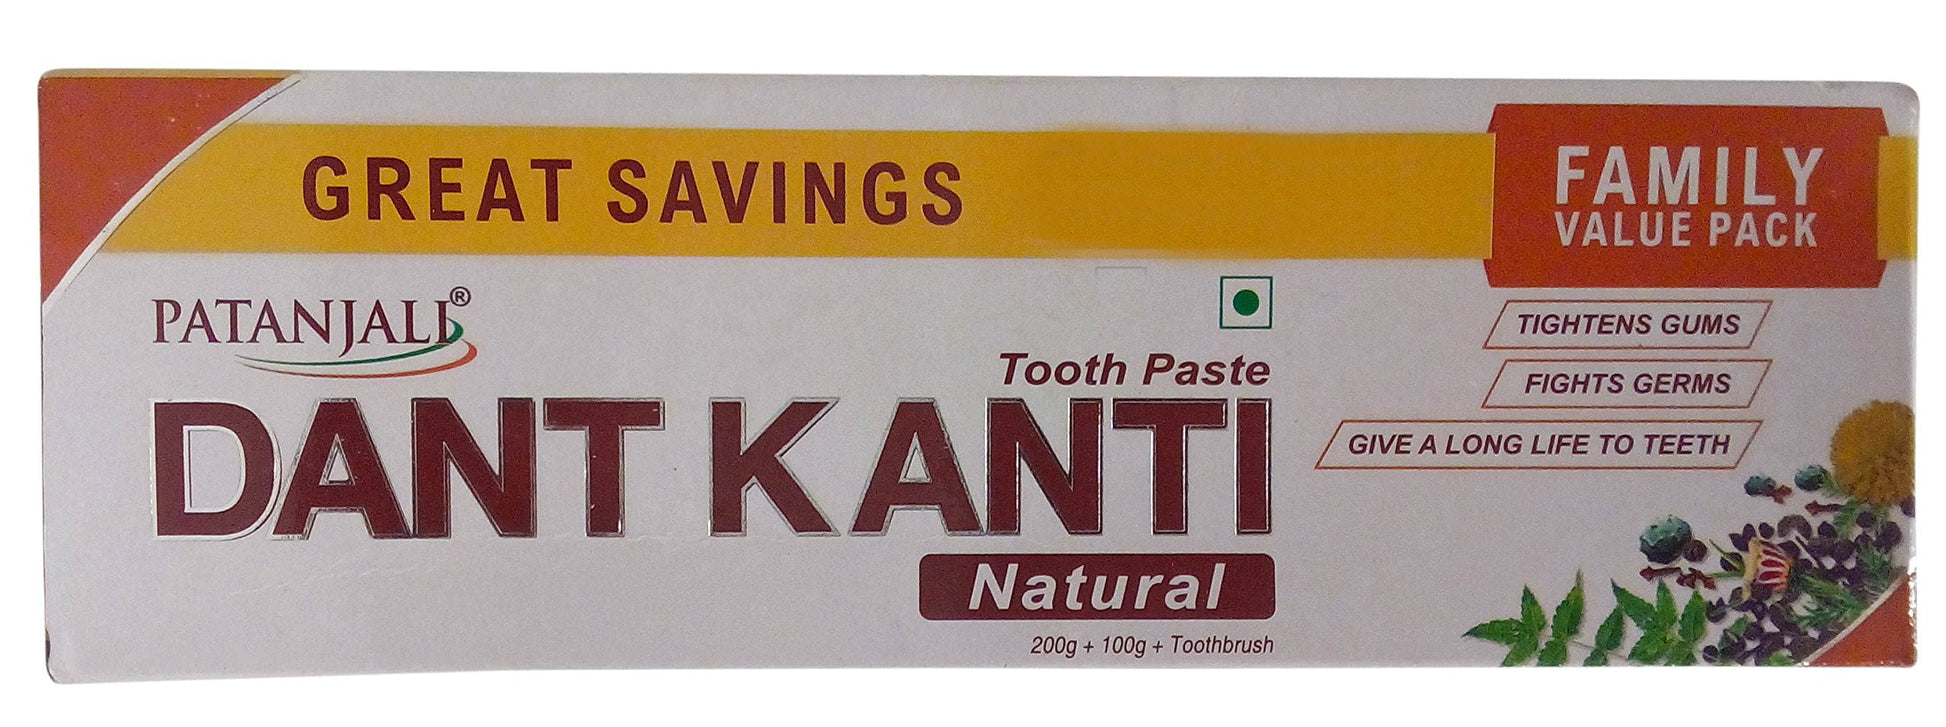 GREAT SAVINGS
FAMILY
VALUE PACK
PATANJALI®
Tooth Paste
DANT KANTI
Natural
200g + 100g + Toothbrush
TIGHTENS GUMS
FIGHTS GERMS
GIVE A LONG LIFE TO TEETH